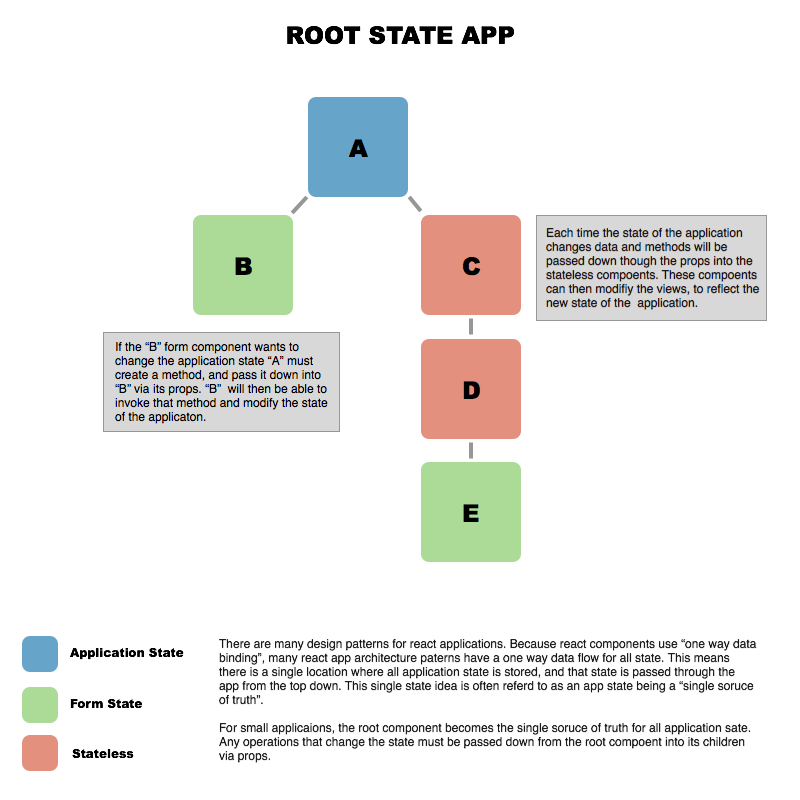 ROOT STATE APP
A
B
C
Each time the state of the application
changes data and methods will be
passed down though the props into the
stateless compoents. These compoents
can then modifiy the views, to reflect the
new state of the  application.
If the “B” form component wants to
change the application state “A” must
create a method, and pass it down into
“B” via its props. “B”  will then be able to
invoke that method and modify the state
of the applicaton.
D
E
Application State
Form State
Stateless
There are many design patterns for react applications. Because react components use “one way data
binding”, many react app architecture paterns have a one way data flow for all state. This means
there is a single location where all application state is stored, and that state is passed through the
app from the top down. This single state idea is often referd to as an app state being a “single soruce
of truth”.
For small applicaions, the root component becomes the single soruce of truth for all application sate.
Any operations that change the state must be passed down from the root compoent into its children
via props.